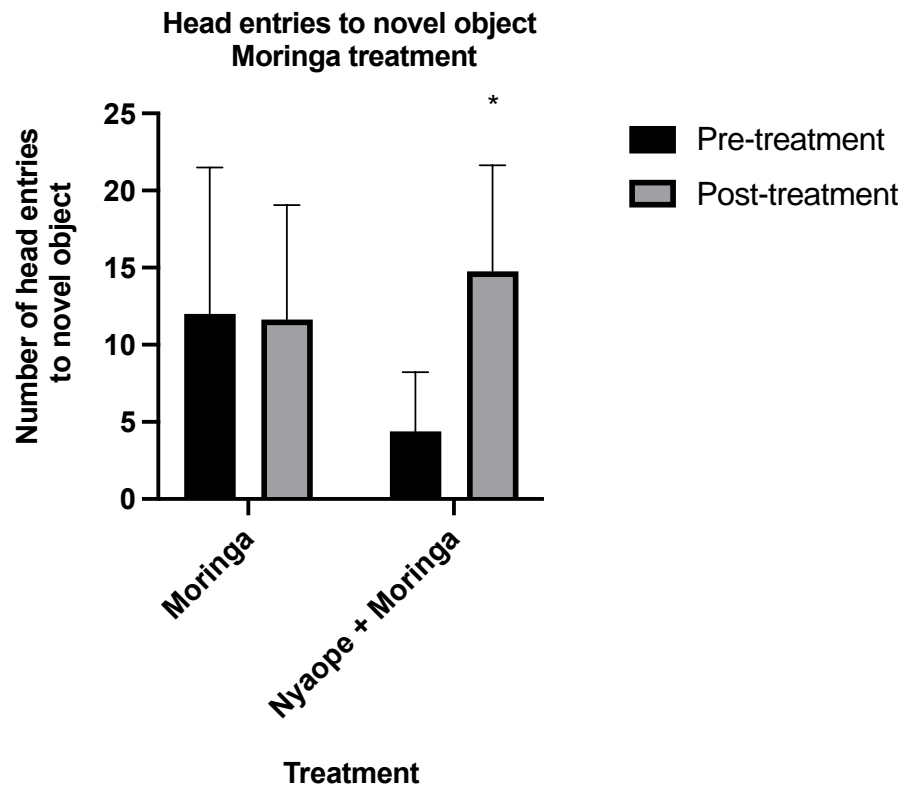 Head entries to novel object
Moringa treatment
*
Number of head entries
to novel object
25
20
15
10
5
0
Pre-treatment
Post-treatment
Moringa
Nyaope + Moringa
Treatment